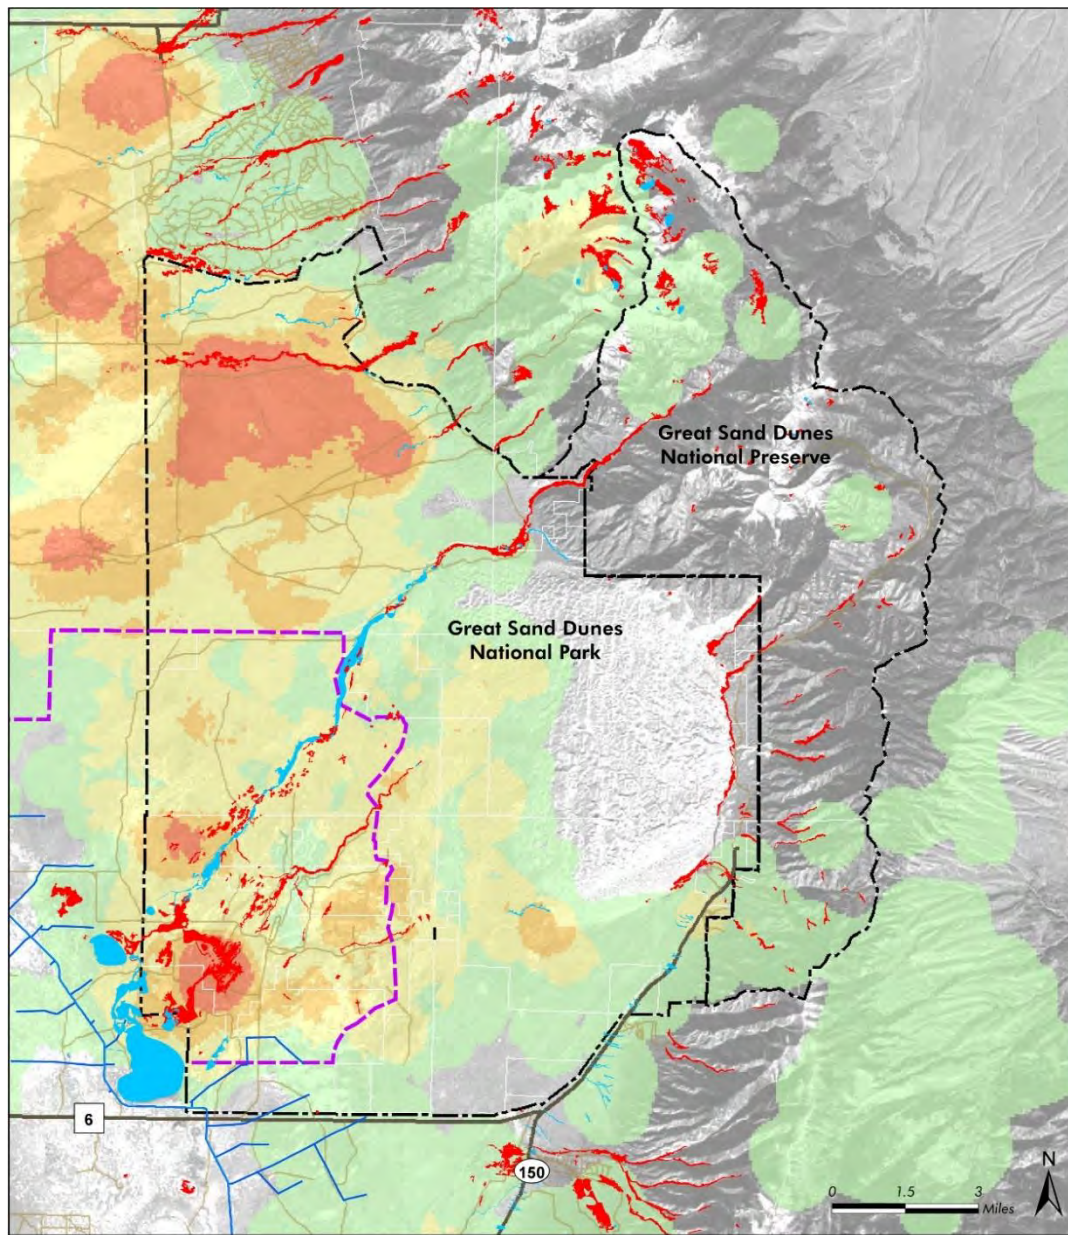 Great Sand Dunes
National Preserve
Great Sand Dunes
National Park
6
150
N
0 1.5 3
Miles